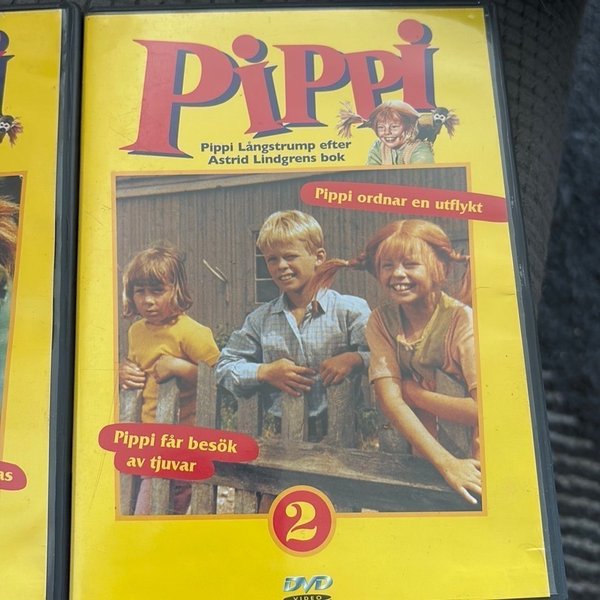 Pippi
Pippi Långstrump efter
Astrid Lindgrens bok
Pippi ordnar en utflykt
Pippi får besök
av tjuvar
as
2
DVD
VIDEO